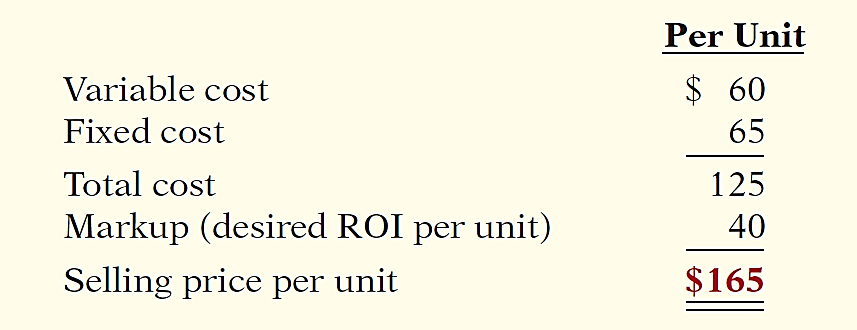 Per Unit
Variable cost $ 60
Fixed cost 65
Total cost 125
Markup (desired ROI per unit) 40
Selling price per unit $165